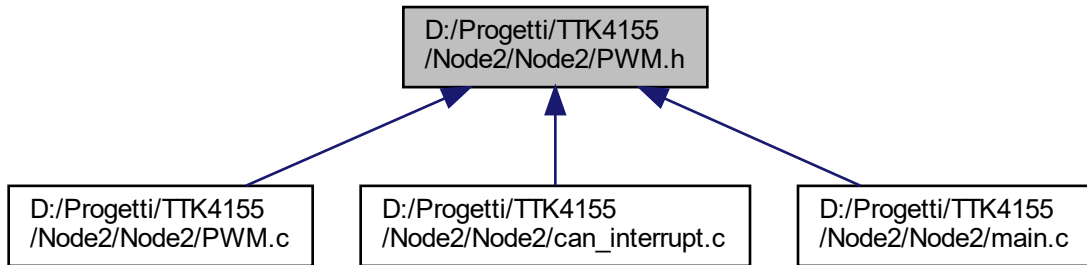 D:/Progetti/TTK4155
/Node2/Node2/PWM.h
D:/Progetti/TTK4155
/Node2/Node2/PWM.c
D:/Progetti/TTK4155
/Node2/Node2/can_interrupt.c
D:/Progetti/TTK4155
/Node2/Node2/main.c